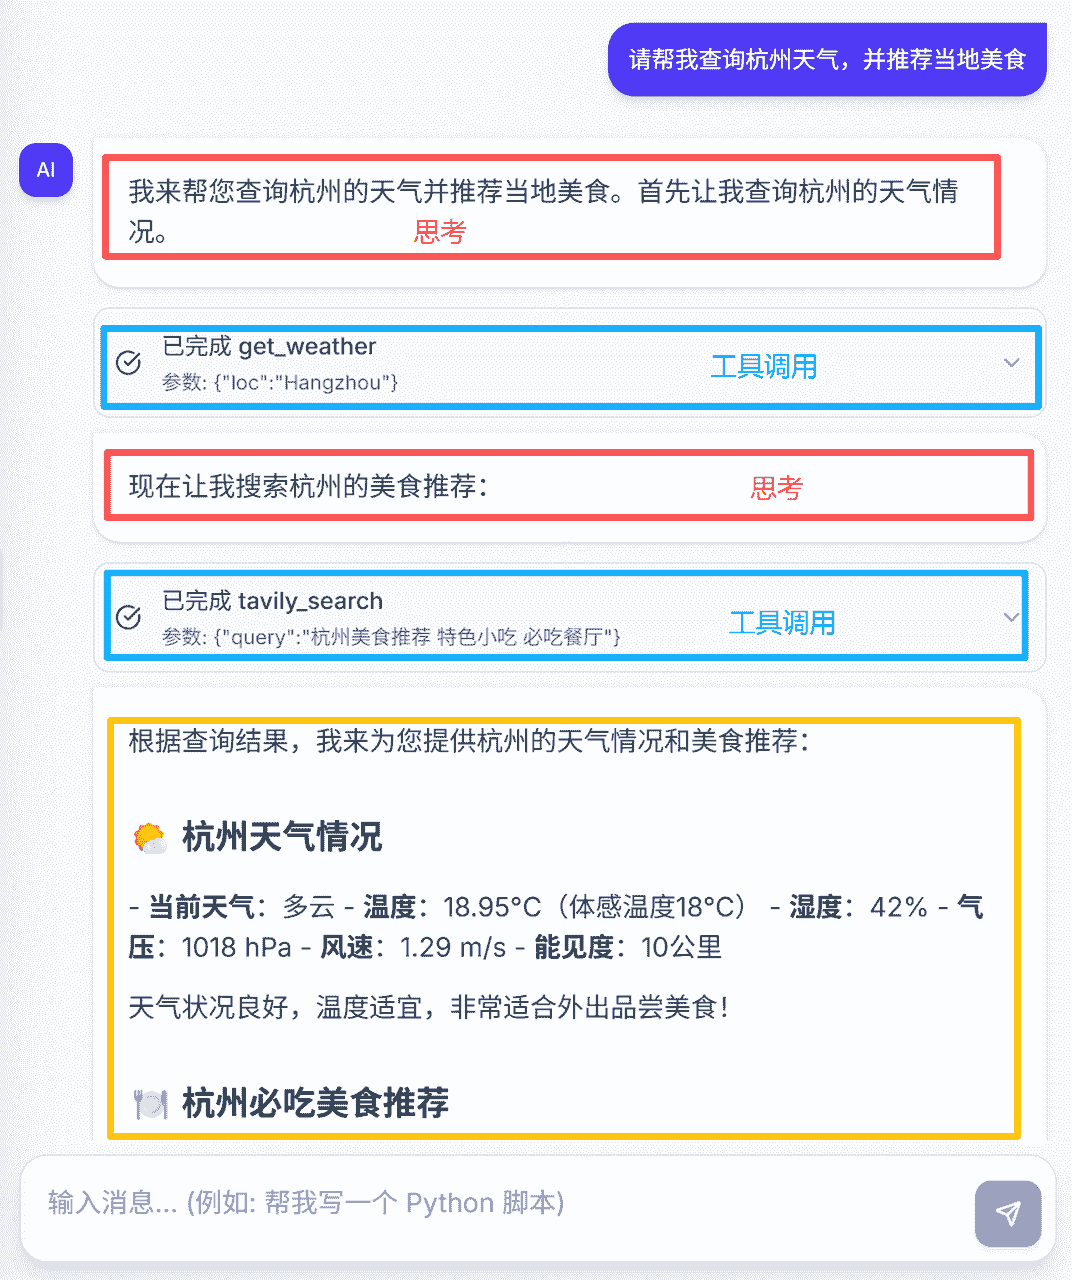 请帮我查询杭州天气，并推荐当地美食
AI
我来帮您查询杭州的天气并推荐当地美食。首先让我查询杭州的天气情
况。
思考
已完成 get_weather
参数: {"loc":"Hangzhou"}
工具调用
现在让我搜索杭州的美食推荐：
思考
已完成 tavily_search
参数: {"query":"杭州美食推荐 特色小吃 必吃餐厅"}
工具调用
根据查询结果，我来为您提供杭州的天气情况和美食推荐：
杭州天气情况
- 当前天气：多云 - 温度：18.95°C（体感温度18°C） - 湿度：42% - 气
压：1018 hPa - 风速：1.29 m/s - 能见度：10公里
天气状况良好，温度适宜，非常适合外出品尝美食！
杭州必吃美食推荐
输入消息... (例如: 帮我写一个 Python 脚本)